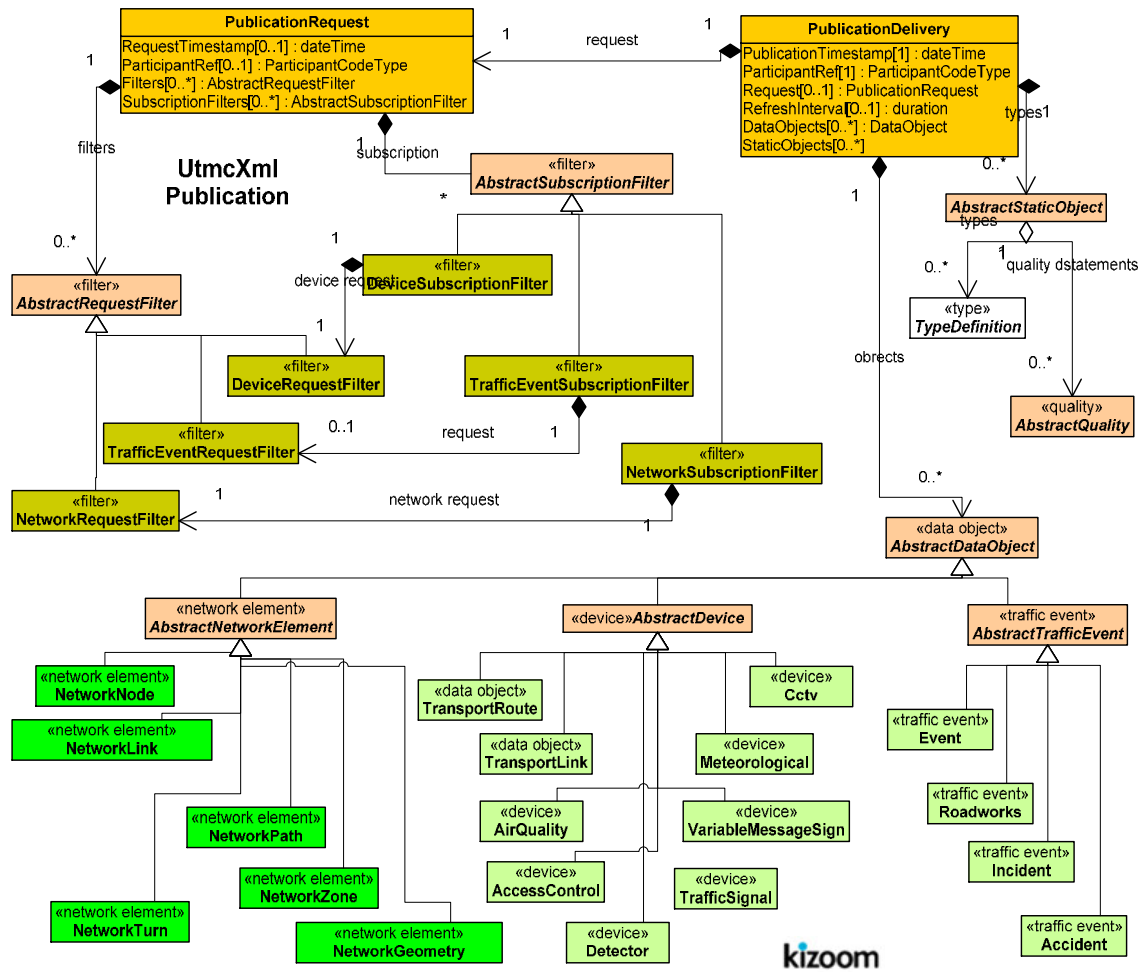 PublicationRequest
RequestTimestamp[0..1] : dateTime
ParticipantRef[0..1] : ParticipantCodeType
Filters[0..*] : AbstractRequestFilter
SubscriptionFilters[0..*] : AbstractSubscriptionFilter
1
request
1
PublicationDelivery
PublicationTimestamp[1] : dateTime
ParticipantRef[1] : ParticipantCodeType
Request[0..1] : PublicationRequest
RefreshInterval[0..1] : duration
DataObjects[0..*] : DataObject
StaticObjects[0..*]
1
filters
1
subscription
types
1
0..*
UtmcXml
Publication
«filter»
AbstractSubscriptionFilter
*
1
AbstractStaticObject
types
1
quality dstatements
0..*
0..*
«filter»
AbstractRequestFilter
1
device request
«filter»
DeviceSubscriptionFilter
0..*
«type»
TypeDefinition
1
«filter»
DeviceRequestFilter
«filter»
TrafficEventSubscriptionFilter
obrects
0..*
«quality»
AbstractQuality
«filter»
TrafficEventRequestFilter
0..1
request
1
«filter»
NetworkSubscriptionFilter
«filter»
NetworkRequestFilter
1
network request
1
0..*
«data object»
AbstractDataObject
«network element»
AbstractNetworkElement
«device»AbstractDevice
«traffic event»
AbstractTrafficEvent
«network element»
NetworkNode
«network element»
NetworkLink
«network element»
NetworkPath
«network element»
NetworkZone
«network element»
NetworkTurn
«network element»
NetworkGeometry
«data object»
TransportRoute
«device»
Cctv
«data object»
TransportLink
«device»
Meteorological
«device»
AirQuality
«device»
VariableMessageSign
«device»
AccessControl
«device»
TrafficSignal
«device»
Detector
«traffic event»
Event
«traffic event»
Roadworks
«traffic event»
Incident
«traffic event»
Accident
kizoom